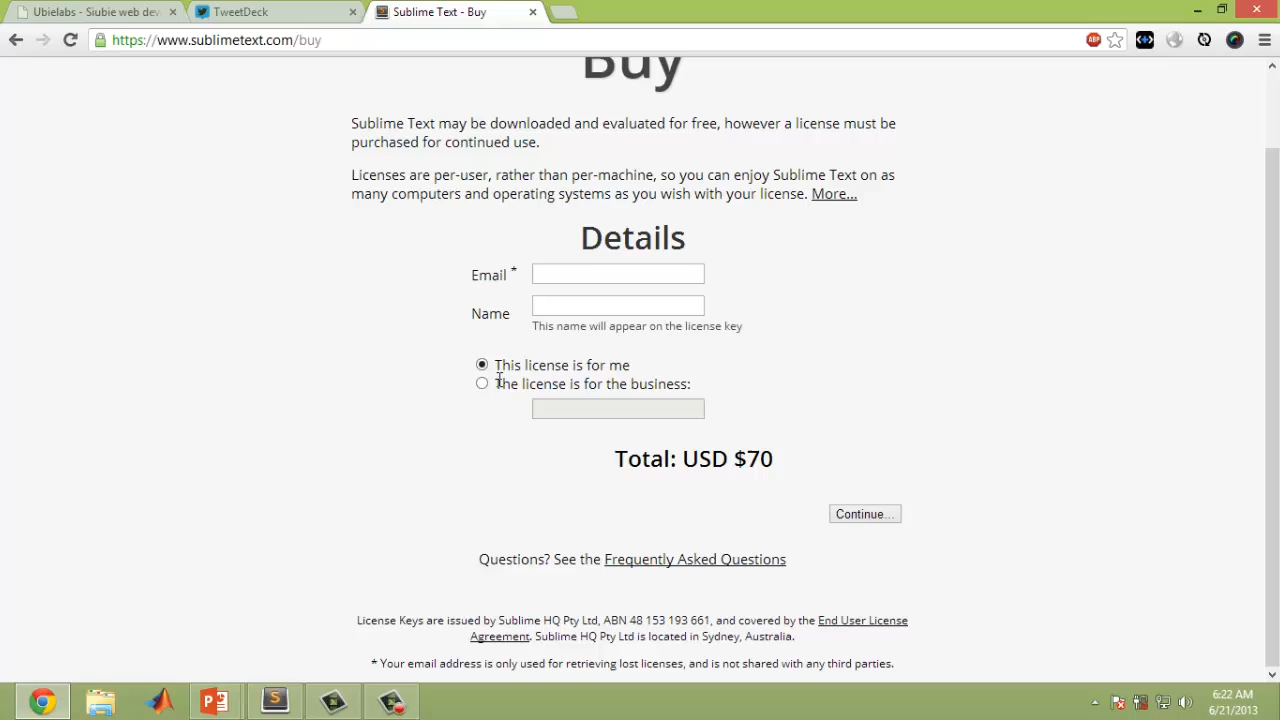 Ubielabs - Siubie web dev
TweetDeck
Sublime Text - Buy
https://www.sublimetext.com/buy
ABP
Buy
Sublime Text may be downloaded and evaluated for free, however a license must be
purchased for continued use.
Licenses are per-user, rather than per-machine, so you can enjoy Sublime Text on as
many computers and operating systems as you wish with your license. More...
Details
Email *
Name
This name will appear on the license key
This license is for me
The license is for the business:
Total: USD $70
Continue...
Questions? See the Frequently Asked Questions
License Keys are issued by Sublime HQ Pty Ltd, ABN 48 153 193 661, and covered by the End User License
Agreement. Sublime HQ Pty Ltd is located in Sydney, Australia.
* Your email address is only used for retrieving lost licenses, and is not shared with any third parties.
6:22 AM
6/21/2013